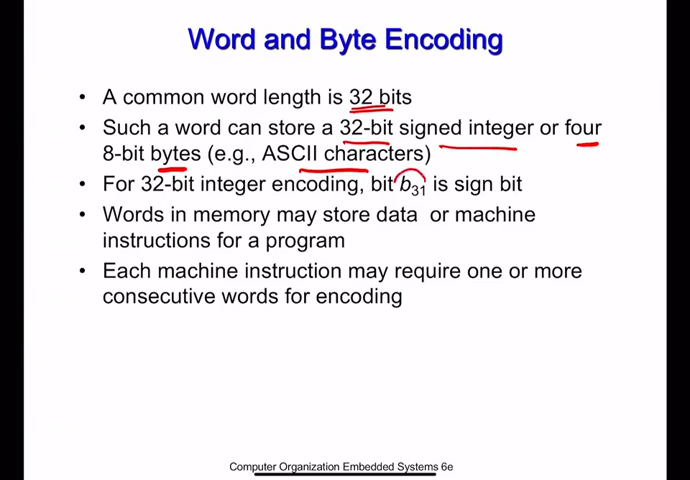 Word and Byte Encoding
• A common word length is 32 bits
• Such a word can store a 32-bit signed integer or four
8-bit bytes (e.g., ASCII characters)
• For 32-bit integer encoding, bit b31 is sign bit
• Words in memory may store data or machine
instructions for a program
• Each machine instruction may require one or more
consecutive words for encoding
Computer Organization Embedded Systems 6e